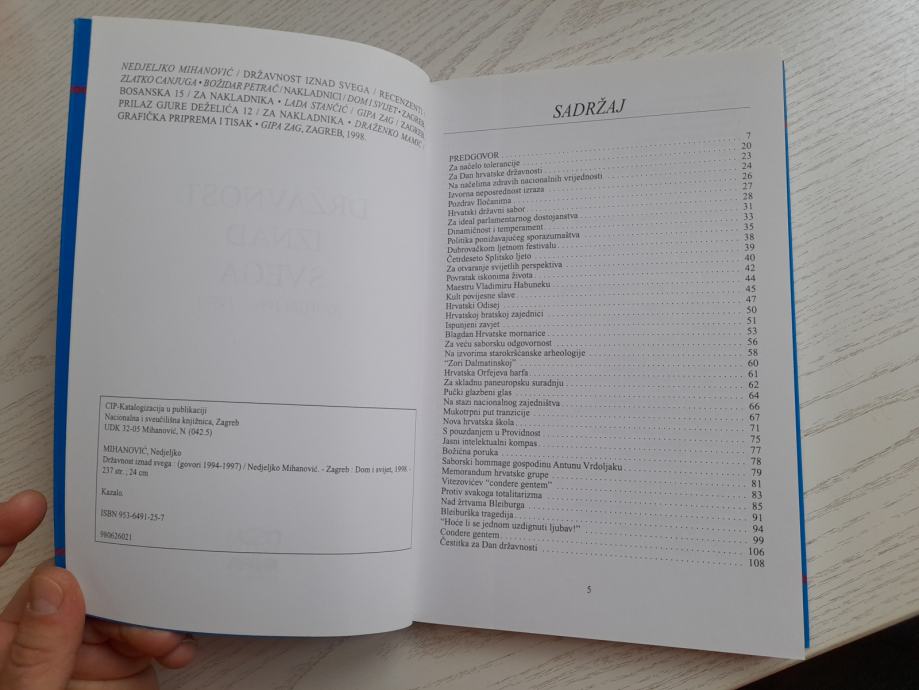 NEDJELJKO MIHANOVIĆ / DRŽAVNOST IZNAD SVEGA / RECENZENTI •
ZLATKO CANJUGA • BOŽIDAR PETRAČ / NAKLADNICI / DOM I SVIJET • ZAGREB,
BOSANSKA 15 / ZA NAKLADNIKA • LADA STANČIĆ / GIPA ZAG / ZAGREB,
PRILAZ GJURE DEŽELIĆA 12 / ZA NAKLADNIKA • DRAŽENKO MAMIĆ /
GRAFIČKA PRIPREMA I TISAK • GIPA ZAG, ZAGREB, 1998.
CIP-Katalogizacija u publikaciji
Nacionalna i sveučilišna knjižnica, Zagreb
UDK 32-05 Mihanović, N. (042.5)
MIHANOVIĆ, Nedjeljko
Državnost iznad svega : (govori 1994-1997) / Nedjeljko Mihanović. - Zagreb : Dom i svijet, 1998 -
237 str. ; 24 cm
Kazalo.
ISBN 953-6491-25-7
980626021
SADRŽAJ
PREDGOVOR 7
Za načelo tolerancije 20
Za Dan hrvatske državnosti 23
Na načelima zdravih nacionalnih vrijednosti 24
Izvorna neposrednost izraza 26
Pozdrav Iločanima 27
Hrvatski državni sabor 28
Za ideal parlamentarnog dostojanstva 31
Dinamičnost i temperament 33
Politika ponižavajućeg sporazumaštva 35
Dubrovačkom ljetnom festivalu 38
Četrdeseto Splitsko ljeto 39
Za otvaranje svijetlih perspektiva 40
Povratak iskonima života 42
Maestru Vladimiru Habuneku 44
Kult povijesne slave 45
Hrvatski Odisej 47
Hrvatskoj bratskoj zajednici 50
Ispunjeni zavjet 51
Blagdan Hrvatske mornarice 53
Za veću saborsku odgovornost 56
Na izvorima starokršćanske arheologije 58
"Zori Dalmatinskoj" 60
Hrvatska Orfejeva harfa 61
Za skladnu paneuropsku suradnju 62
Pučki glazbeni glas 64
Na stazi nacionalnog zajedništva 66
Mukotrpni put tranzicije 67
Nova hrvatska škola 71
S pouzdanjem u Providnost 75
Jasni intelektualni kompas 77
Božićna poruka 78
Saborski hommage gospodinu Antunu Vrdoljaku 79
Memorandum hrvatske grupe 81
Vitezovićev "condere gentem" 83
Protiv svakoga totalitarizma 85
Nad žrtvama Bleiburga 91
Bleiburška tragedija 94
"Hoće li se jednom uzdignuti ljubav?" 99
Condere gentem 106
Čestitka za Dan državnosti 108
5